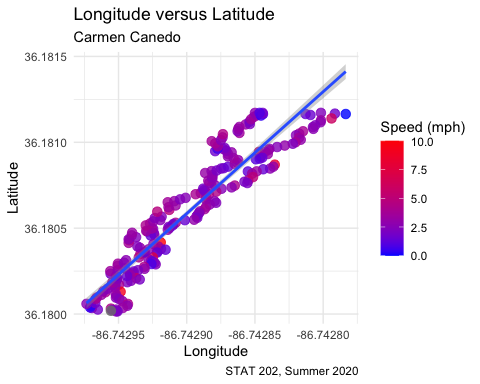 Longitude versus Latitude
Carmen Canedo
36.1815
36.1810
36.1805
36.1800
Latitude
-86.74295
-86.74290
-86.74285
-86.74280
Longitude
Speed (mph)
10.0
7.5
5.0
2.5
0.0
STAT 202, Summer 2020